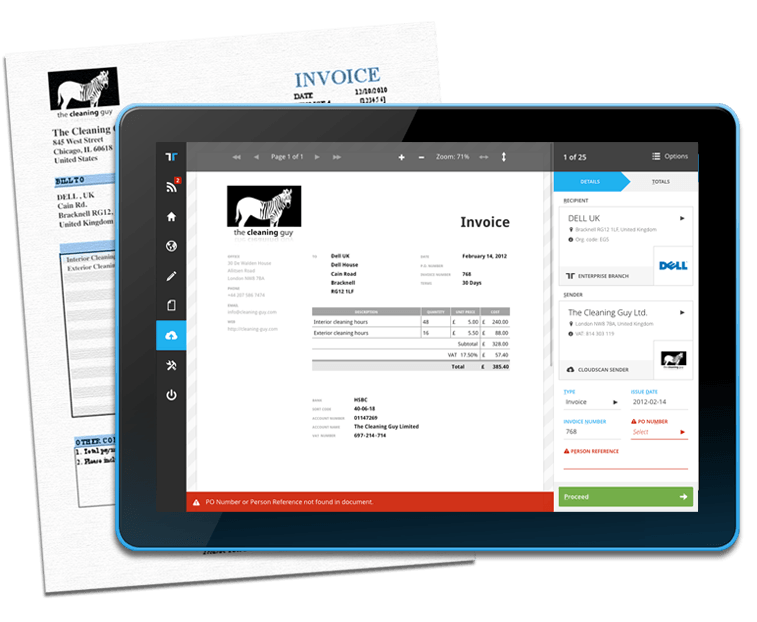 INVOICE
DATE 12/10/2010
[123456]
the cleaning guy
The Cleaning
845 West Street
Chicago, IL 60618
United States
BILL TO
DELL , UK
Cain Rd.
Bracknell RG12,
United Kingdom
Interior Cleaning
Exterior Cleaning
OTHER CO
1. Total paym
2. Please incl
2
Page 1 of 1
Zoom: 71%
the cleaning guy
Invoice
OFFICE
39 De Walden House
London NW8 7BA
PHONE
+44 207 586 7474
EMAIL
info@cleaning-guy.com
WEB
http://cleaning-guy.com
TO Dell UK
Dell House
Cain Road
Bracknell
RG12 1LF
DATE February 14, 2012
P.O. NUMBER
INVOICE NUMBER 768
TERMS 30 Days
DESCRIPTION QUANTITY UNIT PRICE COST
Interior cleaning hours 48 £ 5.00 £ 240.00
Exterior cleaning hours 16 £ 5.50 £ 88.00
Subtotal £ 328.00
VAT 17.50% £ 57.40
Total £ 385.40
BANK HSBC
SORT CODE 40-06-18
ACCOUNT NUMBER 01147269
ACCOUNT NAME The Cleaning Guy Limited
VAT NUMBER 697-214-714
PO Number or Person Reference not found in document.
1 of 25 Options
DETAILS TOTALS
RECIPIENT
DELL UK
Bracknell RG12 1LF, United Kingdom
Org. code: EG5
DELL
ENTERPRISE BRANCH
SENDER
The Cleaning Guy Ltd.
London NW8 7BA, United Kingdom
VAT: 814 303 119
CLOUDSCAN SENDER
TYPE ISSUE DATE
Invoice 2012-02-14
INVOICE NUMBER PO NUMBER
768 Select
PERSON REFERENCE
Proceed